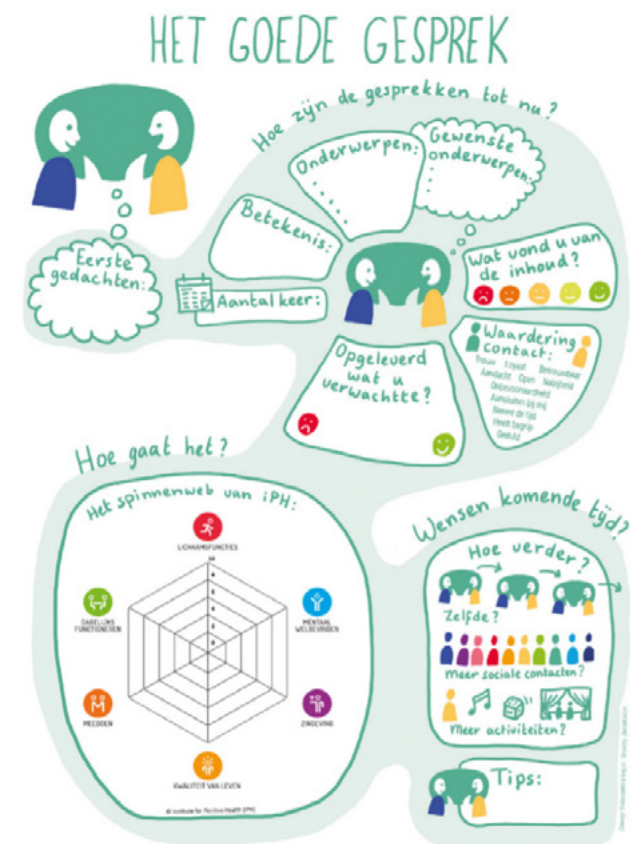 HET GOEDE GESPREK
Hoe zijn de gesprekken tot nu?
Eerste
gedachten:
Aantal keer:
Betekenis:
Onderwerpen:
Gewenste
onderwerpen:
Wat vond u van
de inhoud?
Waardering
contact:
Trouw Loyaal Betrouwbaar
Aandacht Open Nabijheid
Onbevooroordeeld
Aansluiten bij mij
Neemt de tijd
Heeft begrip
Geduld
Opgeleverd
wat u
verwachtte?
Hoe gaat het?
Het spinnenweb van iPH:
LICHAAMSFUNCTIES
MENTAAL
WELBEVINDEN
ZINGEVING
KWALITEIT VAN LEVEN
MEEDOEN
DAGELIJKS
FUNCTIONEREN
© Institute for Positive Health (iPH)
Wensen komende tijd?
Hoe verder?
Zelfde?
Meer sociale contacten?
Meer activiteiten?
Tips: